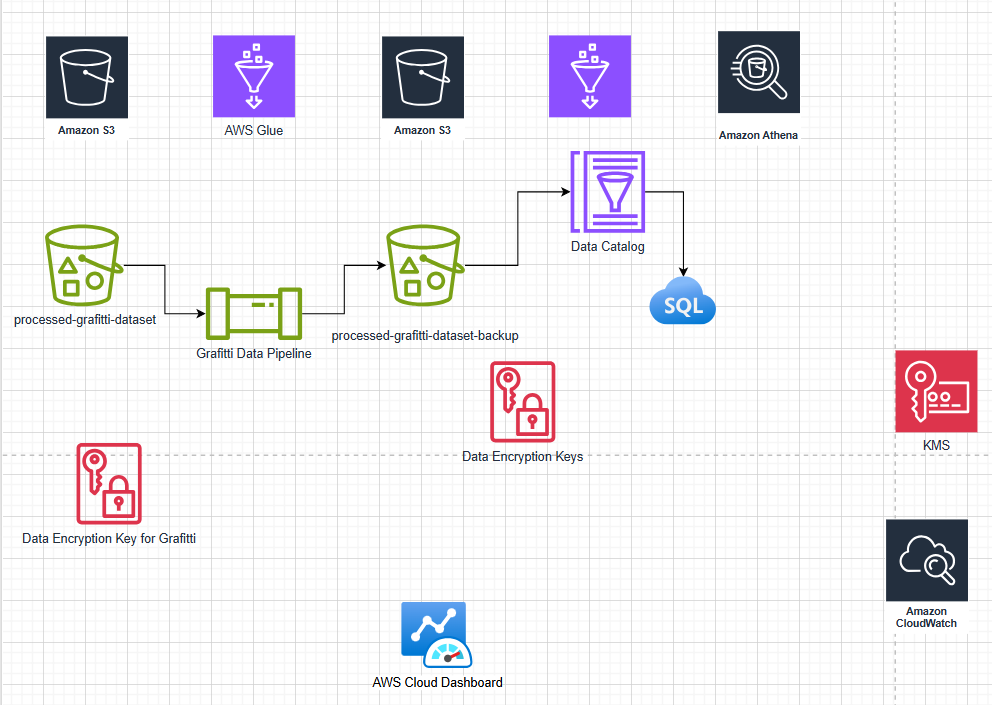 Amazon S3
AWS Glue
Amazon S3
Amazon Athena
Data Catalog
SQL
processed-grafitti-dataset
Grafitti Data Pipeline
processed-grafitti-dataset-backup
KMS
Data Encryption Keys
Data Encryption Key for Grafitti
Amazon
CloudWatch
AWS Cloud Dashboard